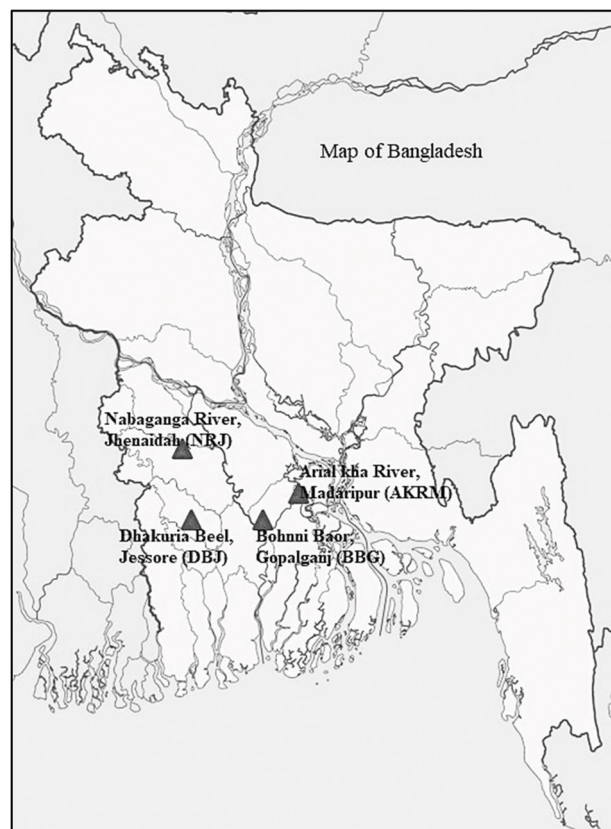 Map of Bangladesh
Nabaganga River,
Jhenaidah (NRJ)
Arial kha River,
Madaripur (AKRM)
Dhakuria Beel,
Jessore (DBJ)
Bohnni Baor,
Gopalganj (BBG)